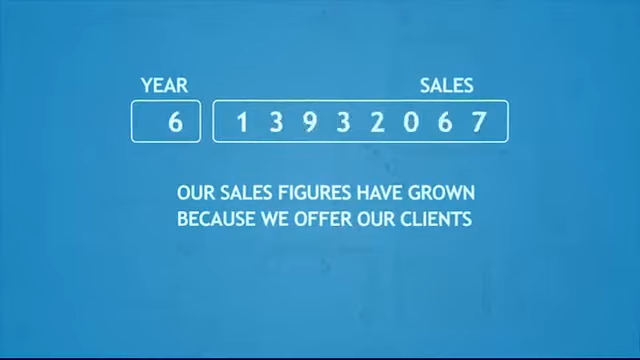 YEAR SALES
6 13932067
OUR SALES FIGURES HAVE GROWN
BECAUSE WE OFFER OUR CLIENTS